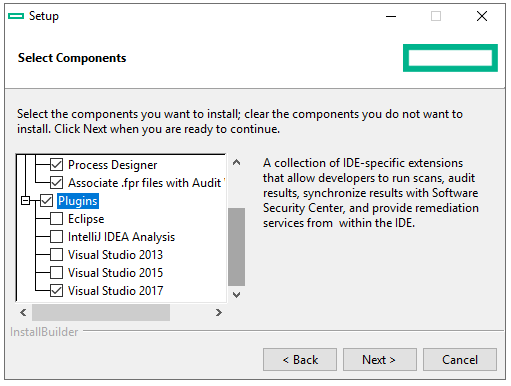 Setup
Select Components
Select the components you want to install; clear the components you do not want to
install. Click Next when you are ready to continue.
Process Designer
Associate .fpr files with Audit
Plugins
Eclipse
IntelliJ IDEA Analysis
Visual Studio 2013
Visual Studio 2015
Visual Studio 2017
A collection of IDE-specific extensions
that allow developers to run scans, audit
results, synchronize results with Software
Security Center, and provide remediation
services from within the IDE.
InstallBuilder
< Back
Next >
Cancel